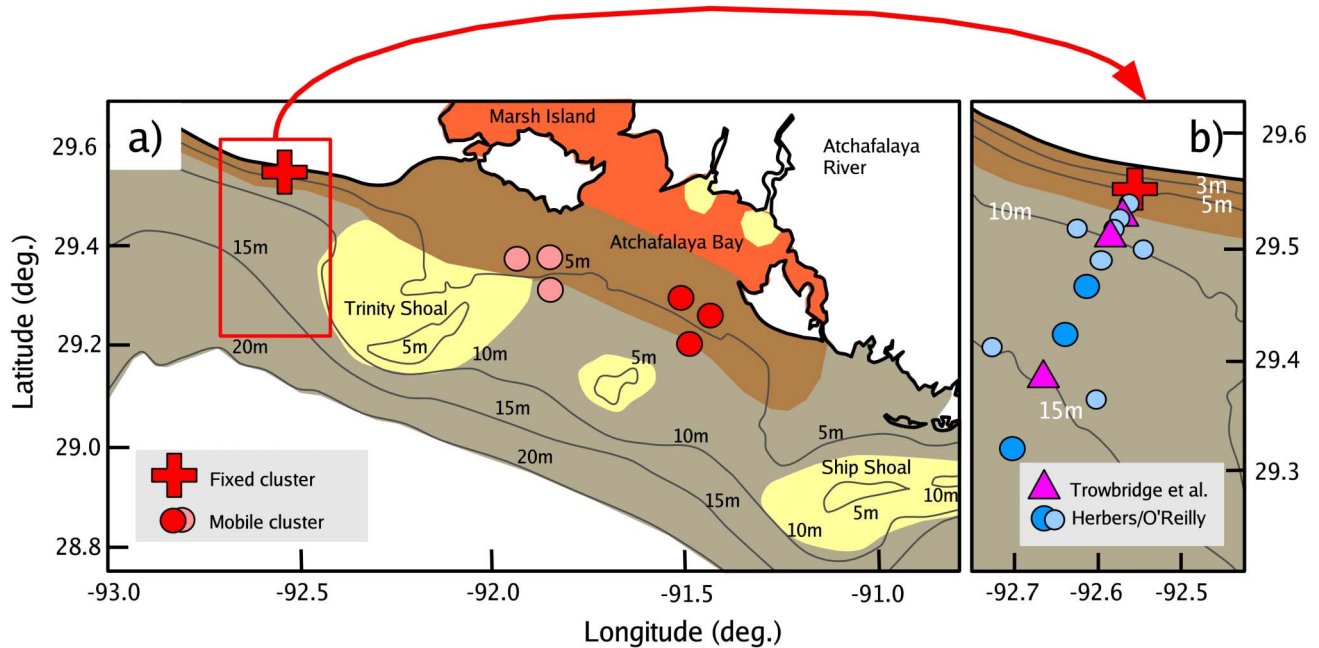 a)
Marsh Island
Atchafalaya
River
Atchafalaya Bay
Trinity Shoal
Ship Shoal
15m
20m
5m
5m
5m
10m
15m
20m
10m
15m
5m
10m
5m
10m
Fixed cluster
Mobile cluster
29.6
29.4
29.2
29.0
28.8
-93.0
-92.5
-92.0
-91.5
-91.0
Latitude (deg.)
Longitude (deg.)
b)
3m
5m
10m
15m
Trowbridge et al.
Herbers/O'Reilly
29.6
29.5
29.4
29.3
-92.7
-92.6
-92.5